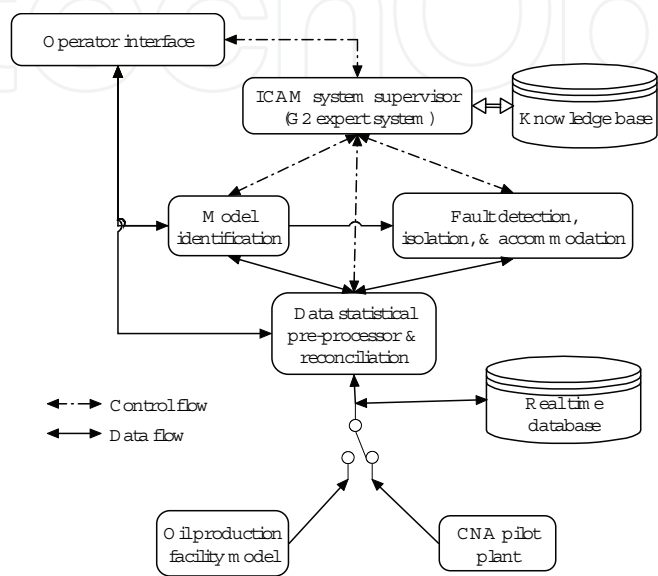 Operator interface
ICAM system supervisor
(G2 expert system)
Knowledge base
Model
identification
Fault detection,
isolation, & accommodation
Data statistical
pre-processor &
reconciliation
Control flow
Data flow
Realtime
database
Oil production
facility model
CNA pilot
plant